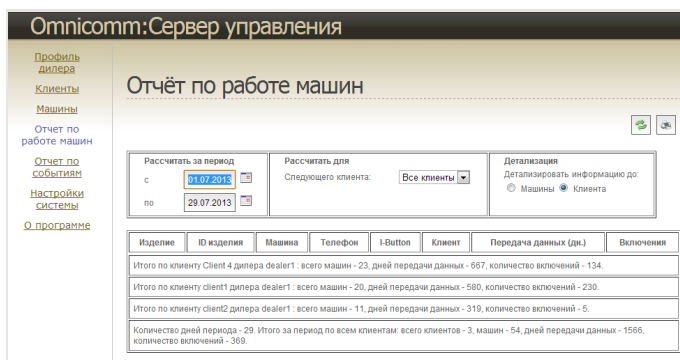 Omnicomm:Сервер управления
Профиль
дилера
Клиенты
Машины
Отчет по
работе машин
Отчет по
событиям
Настройки
системы
О программе
Отчёт по работе машин
Рассчитать за период
с 01.07.2013
по 29.07.2013
Рассчитать для
Следующего клиента: Все клиенты
Детализация
Детализировать информацию до:
Машины Клиента
Изделие ID изделия Машина Телефон I-Button Клиент Передача данных (дн.) Включения
Итого по клиенту Client 4 дилера dealer1 : всего машин - 23, дней передачи данных - 667, количество включений - 134.
Итого по клиенту client1 дилера dealer1 : всего машин - 20, дней передачи данных - 580, количество включений - 230.
Итого по клиенту client2 дилера dealer1 : всего машин - 11, дней передачи данных - 319, количество включений - 5.
Количество дней периода - 29. Итого за период по всем клиентам: всего клиентов - 3, машин - 54, дней передачи данных - 1566,
количество включений - 369.